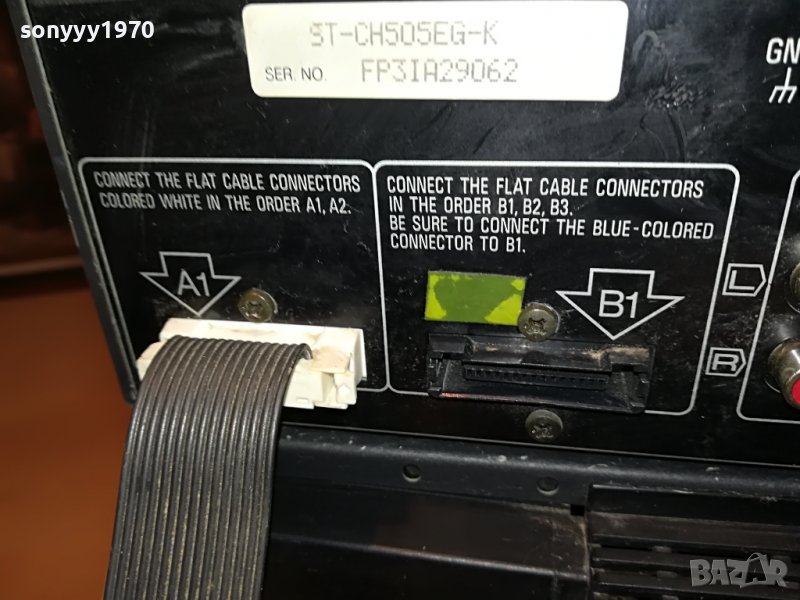 sonyyy1970
ST-CH505EG-K
SER. NO. FP3IA29062
GN
CONNECT THE FLAT CABLE CONNECTORS
COLORED WHITE IN THE ORDER A1, A2.
CONNECT THE FLAT CABLE CONNECTORS
IN THE ORDER B1, B2, B3.
BE SURE TO CONNECT THE BLUE-COLORED
CONNECTOR TO B1.
A1
B1
L
R
BAZAR